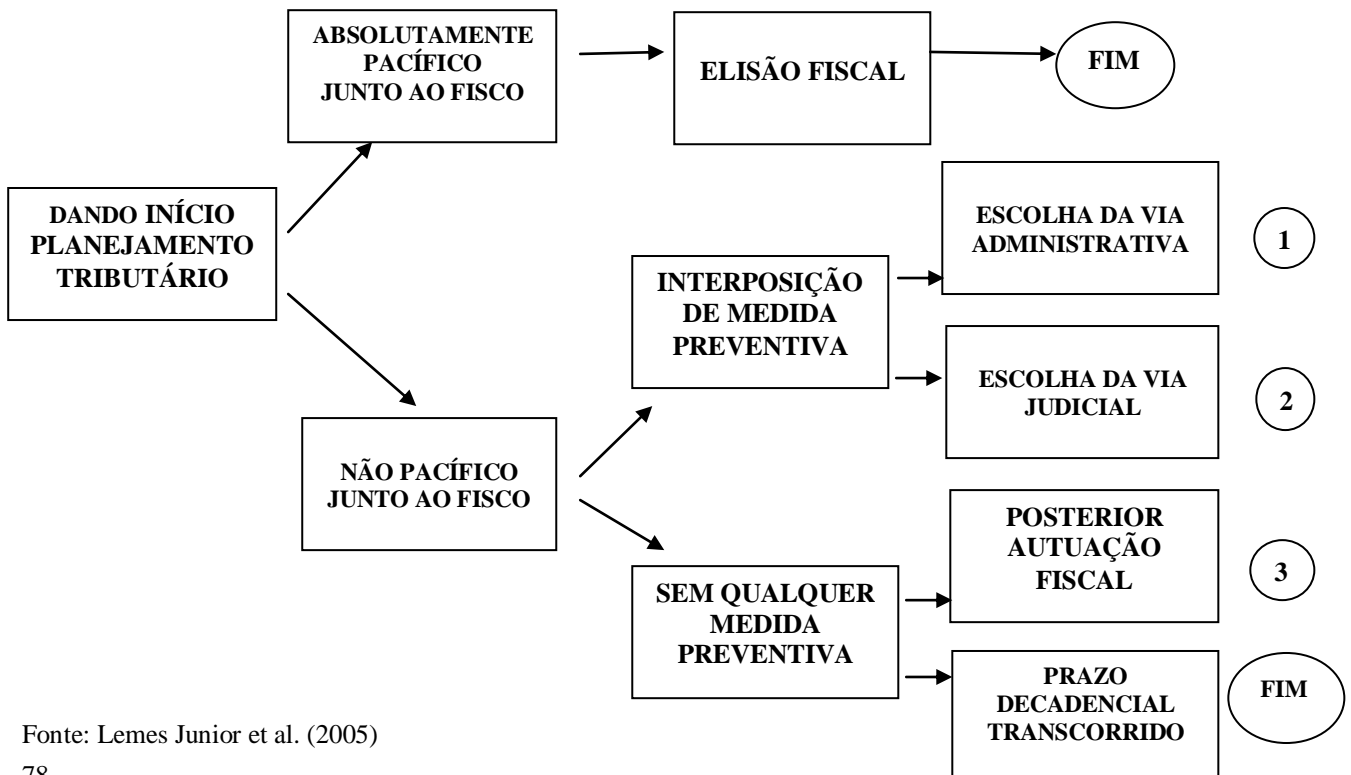 ABSOLUTAMENTE
PACÍFICO
JUNTO AO FISCO
ELISÃO FISCAL
FIM
DANDO INÍCIO
PLANEJAMENTO
TRIBUTÁRIO
ESCOLHA DA VIA
ADMINISTRATIVA
1
INTERPOSIÇÃO
DE MEDIDA
PREVENTIVA
ESCOLHA DA VIA
JUDICIAL
2
NÃO PACÍFICO
JUNTO AO FISCO
POSTERIOR
AUTUAÇÃO
FISCAL
3
SEM QUALQUER
MEDIDA
PREVENTIVA
PRAZO
DECADENCIAL
TRANSCORRIDO
FIM
Fonte: Lemes Junior et al. (2005)
78